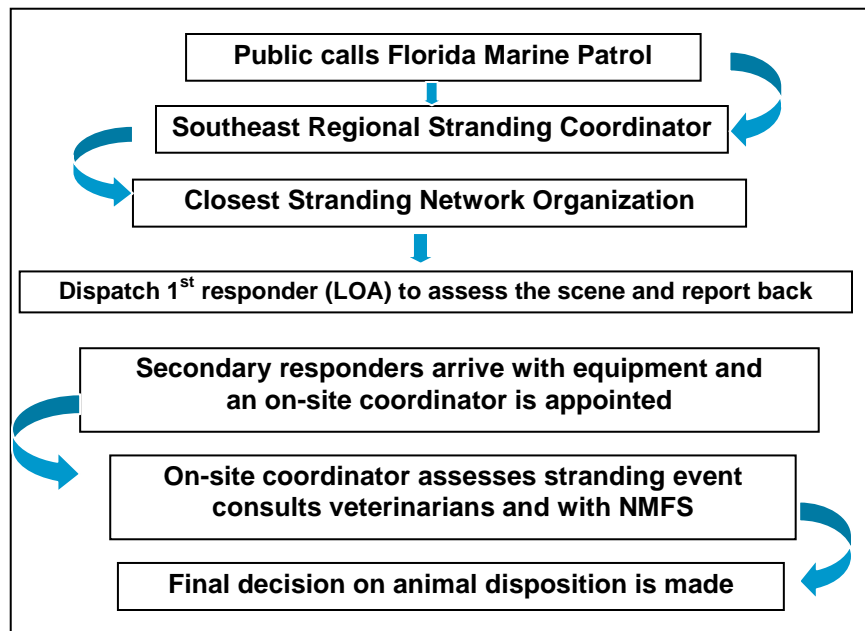 Public calls Florida Marine Patrol
Southeast Regional Stranding Coordinator
Closest Stranding Network Organization
Dispatch 1st responder (LOA) to assess the scene and report back
Secondary responders arrive with equipment and
an on-site coordinator is appointed
On-site coordinator assesses stranding event
consults veterinarians and with NMFS
Final decision on animal disposition is made